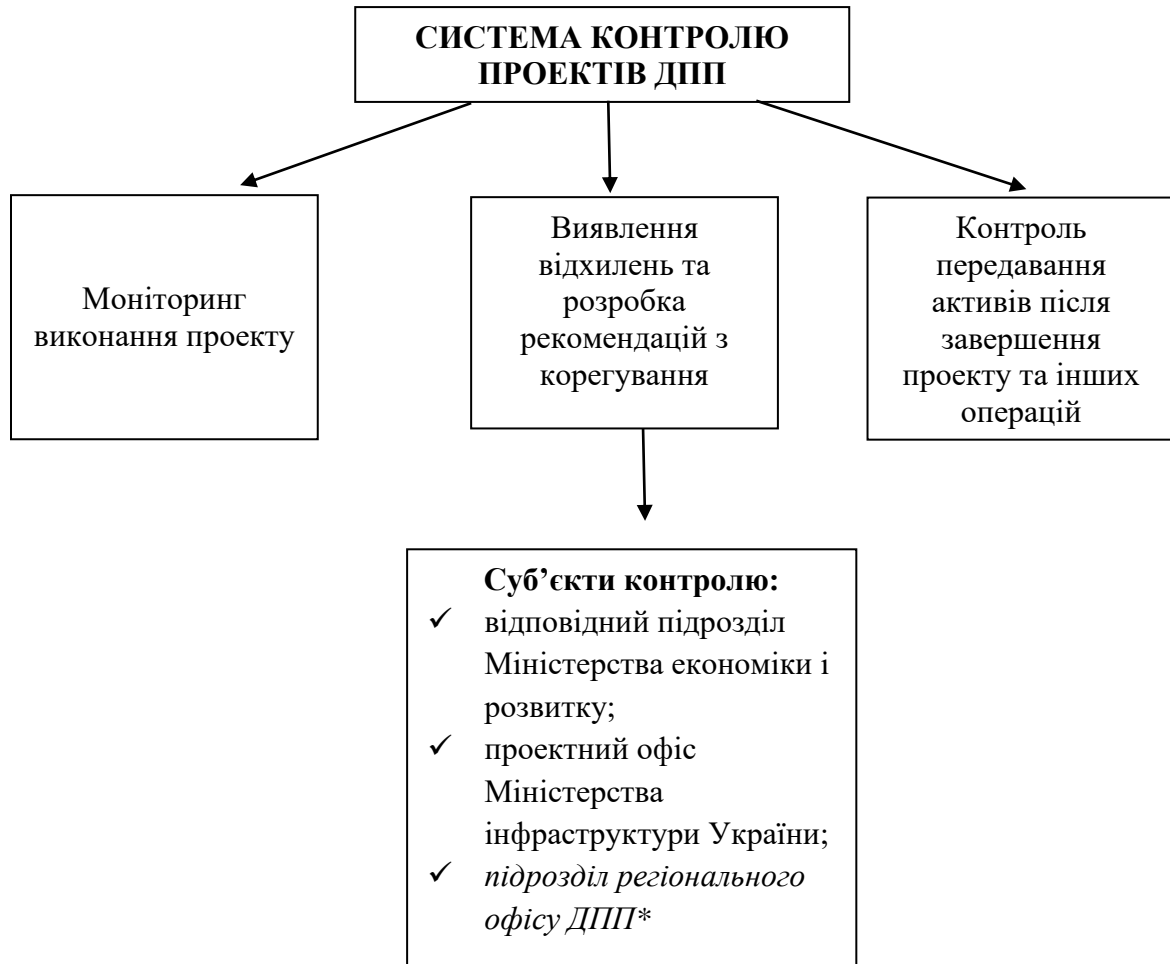 СИСТЕМА КОНТРОЛЮ
ПРОЕКТІВ ДПП
Моніторинг
виконання проекту
Виявлення
відхилень та
розробка
рекомендацій з
корегування
Контроль
передавання
активів після
завершення
проекту та інших
операцій
Суб’єкти контролю:
✓ відповідний підрозділ
Міністерства економіки і
розвитку;
✓ проектний офіс
Міністерства
інфраструктури України;
✓ підрозділ регіонального
офісу ДПП*